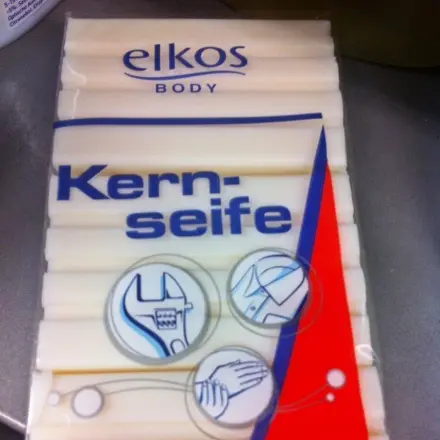 elkos
BODY
Kern-
seife